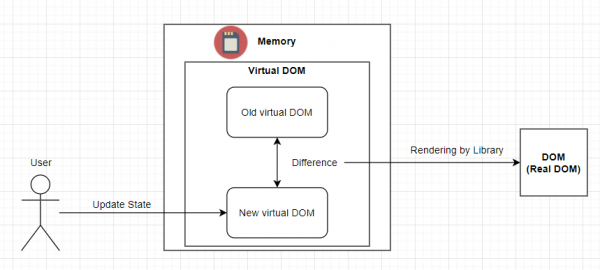 Memory
Virtual DOM
Old virtual DOM
Difference
Rendering by Library
DOM
(Real DOM)
User
Update State
New virtual DOM